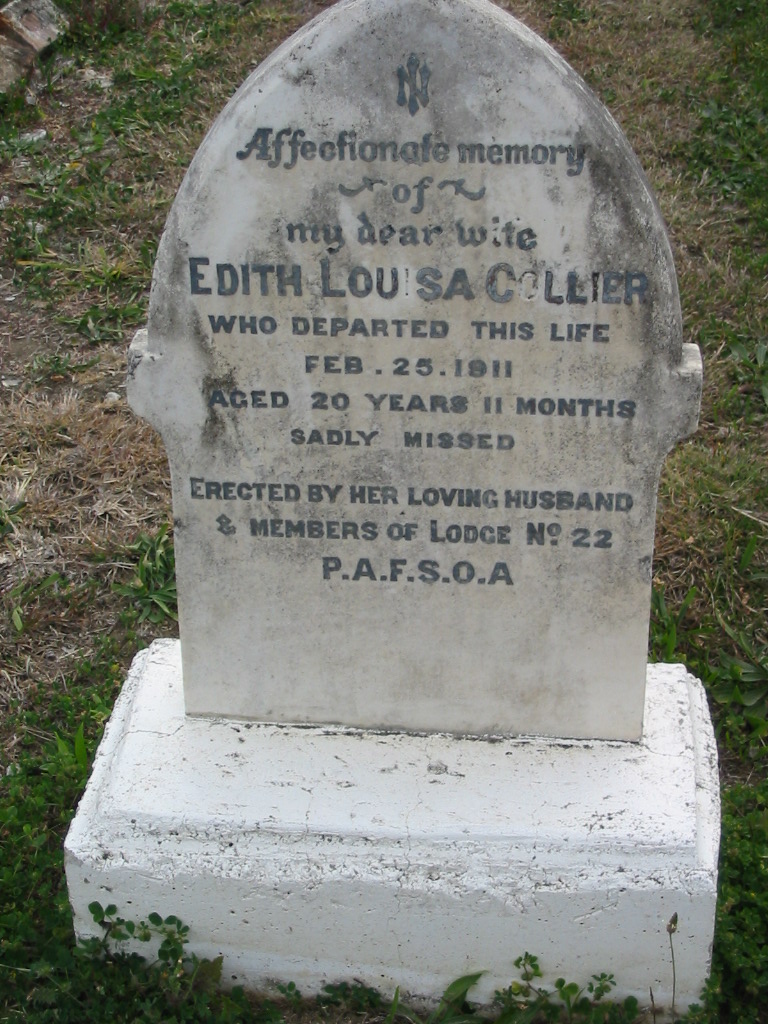 Affectionate memory
of
my dear wife
EDITH LOUISA COLLIER
WHO DEPARTED THIS LIFE
FEB. 25. 1911
AGED 20 YEARS 11 MONTHS
SADLY MISSED
ERECTED BY HER LOVING HUSBAND
& MEMBERS OF LODGE Nº 22
P.A.F.S.O.A